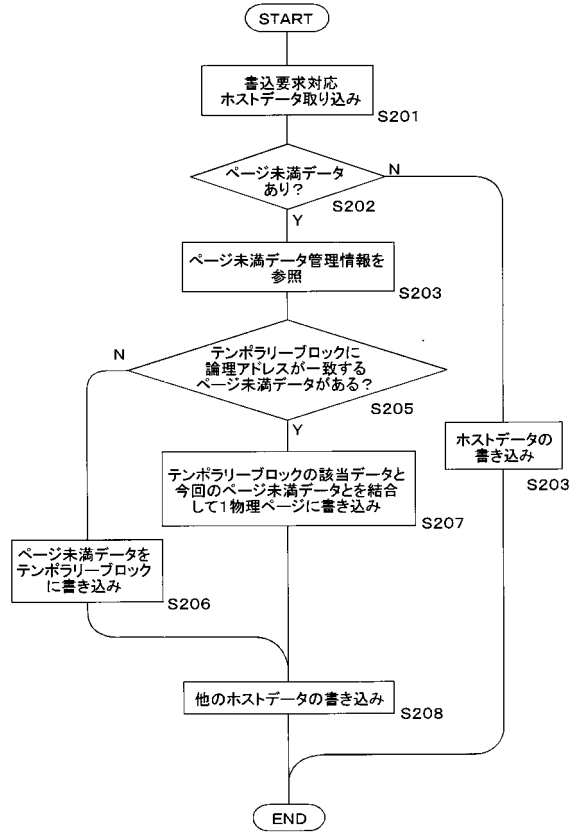 START
書込要求対応
ホストデータ取り込み
S201
ページ未満データ
あり?
S202
N
Y
ページ未満データ管理情報を
参照
S203
テンポラリーブロックに
論理アドレスが一致する
ページ未満データがある?
S205
N
Y
ホストデータの
書き込み
S203
テンポラリーブロックの該当データと
今回のページ未満データとを結合
して1物理ページに書き込み
S207
ページ未満データを
テンポラリーブロック
に書き込み
S206
他のホストデータの書き込み
S208
END